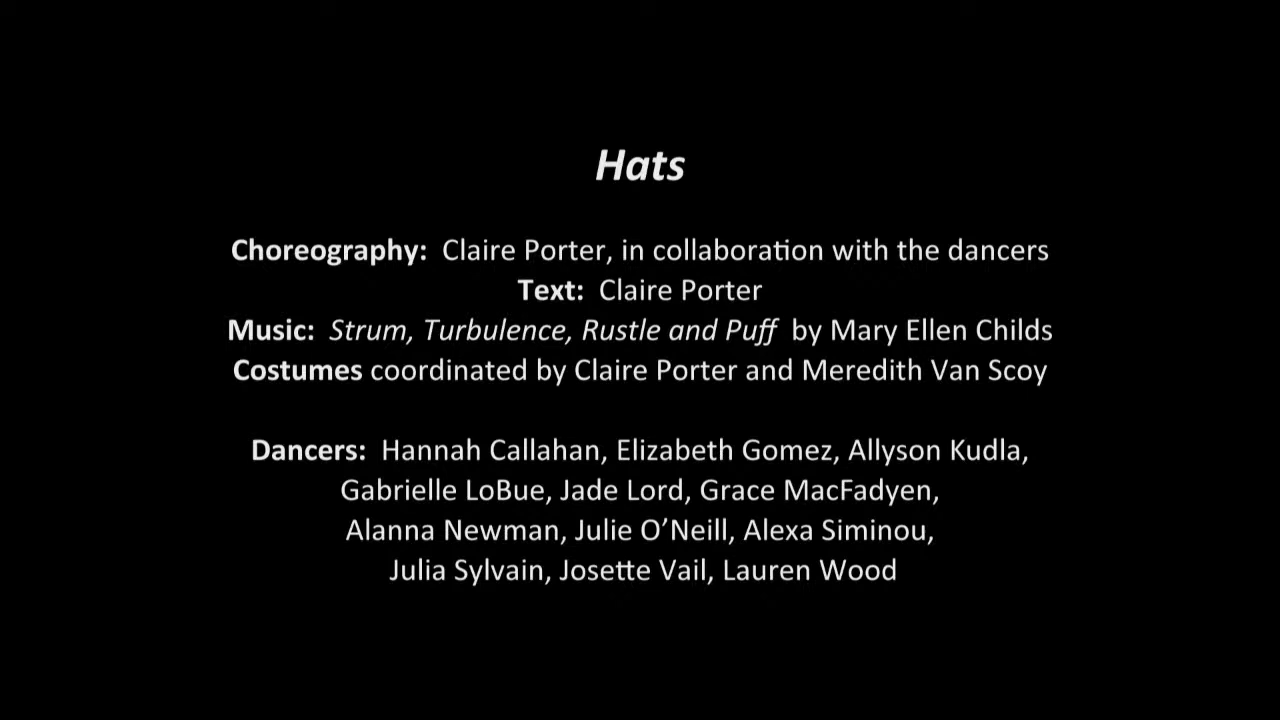 Hats
Choreography: Claire Porter, in collaboration with the dancers
Text: Claire Porter
Music: Strum, Turbulence, Rustle and Puff by Mary Ellen Childs
Costumes coordinated by Claire Porter and Meredith Van Scoy
Dancers: Hannah Callahan, Elizabeth Gomez, Allyson Kudla,
Gabrielle LoBue, Jade Lord, Grace MacFadyen,
Alanna Newman, Julie O’Neill, Alexa Siminou,
Julia Sylvain, Josette Vail, Lauren Wood